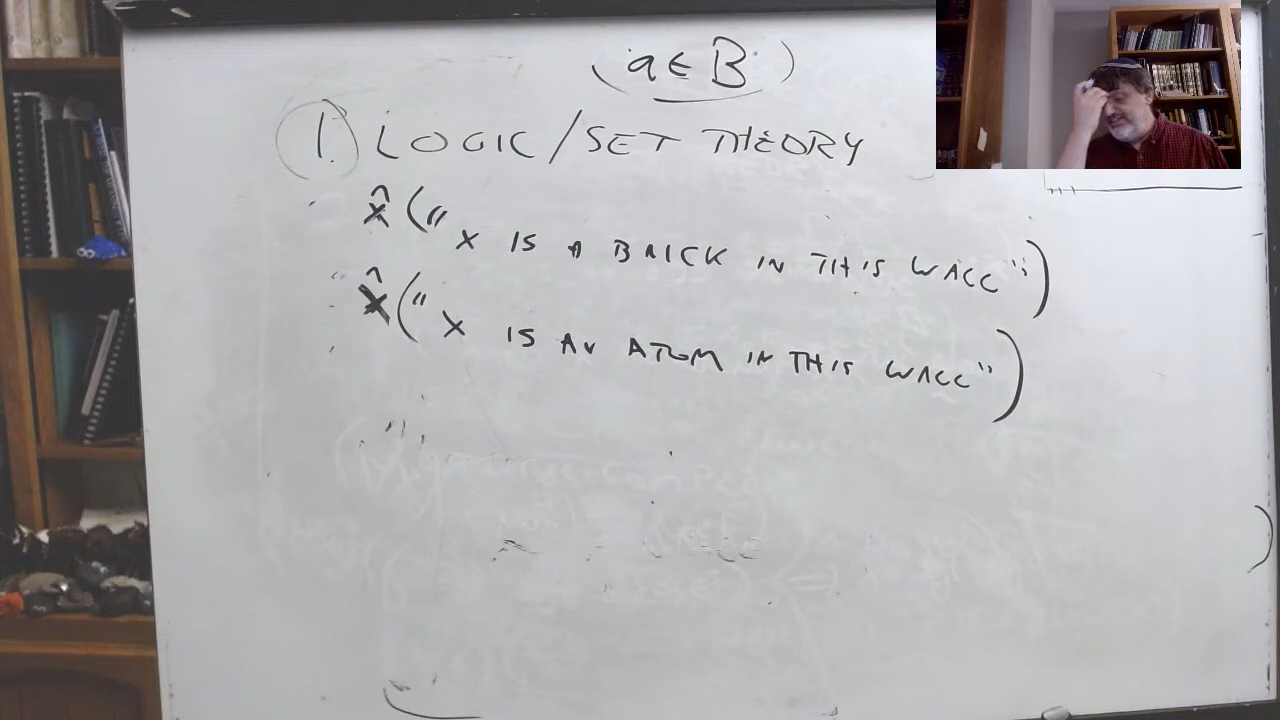 (a ∈ B)
1. LOGIC/SET THEORY
x̂("x IS A BRICK IN THIS WALL")
x̂("x IS AN ATOM IN THIS WALL")